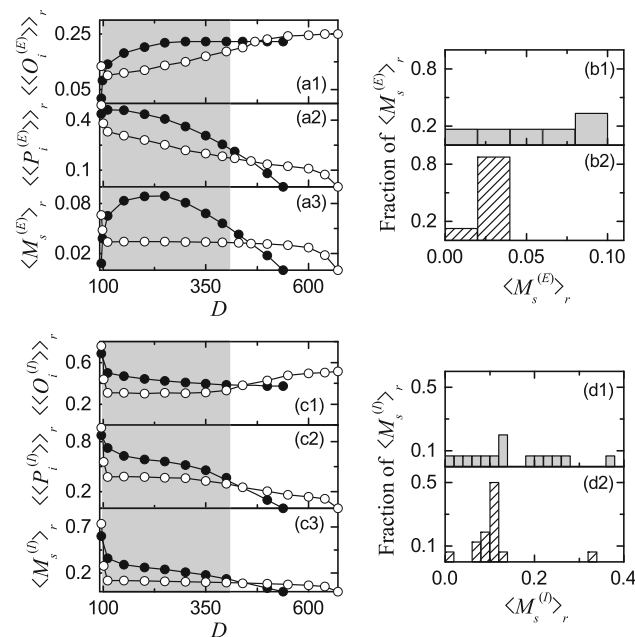 0.25
0.05
⟨⟨O_i^(E)⟩⟩_r
(a1)
0.4
0.1
⟨⟨P_i^(E)⟩⟩_r
(a2)
0.08
0.02
⟨M_s^(E)⟩_r
(a3)
100 350 600
D
0.8
0.2
(b1)
0.8
0.2
(b2)
Fraction of ⟨M_s^(E)⟩_r
0.00 0.05 0.10
⟨M_s^(E)⟩_r
0.6
0.2
⟨⟨O_i^(I)⟩⟩_r
(c1)
0.8
0.2
⟨⟨P_i^(I)⟩⟩_r
(c2)
0.7
0.2
⟨M_s^(I)⟩_r
(c3)
100 350 600
D
0.5
0.1
(d1)
0.5
0.1
(d2)
Fraction of ⟨M_s^(I)⟩_r
0.0 0.2 0.4
⟨M_s^(I)⟩_r